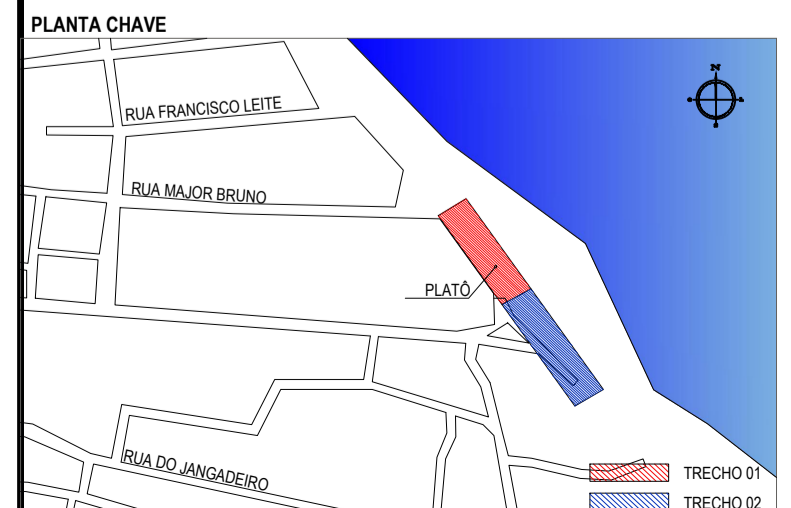 PLANTA CHAVE
N
RUA FRANCISCO LEITE
RUA MAJOR BRUNO
PLATÔ
RUA DO JANGADEIRO
TRECHO 01
TRECHO 02